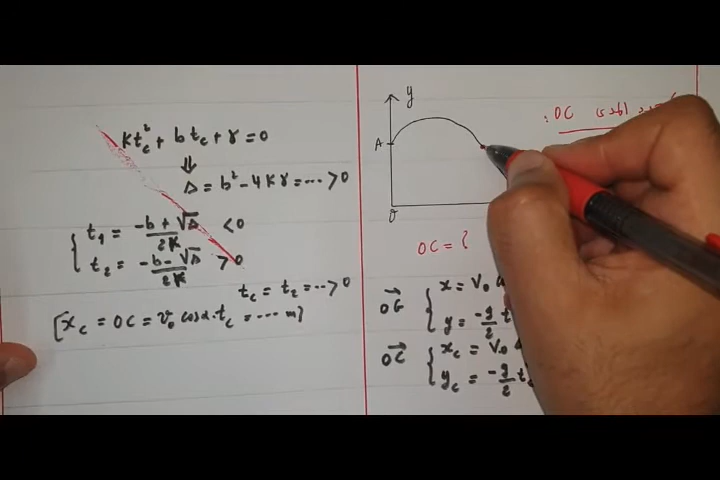 Kt_c² + b t_c + γ = 0
⇓
Δ = b² - 4Kγ = ... > 0
{ t₁ = (-b + √Δ)/2K < 0
t₂ = (-b - √Δ)/2K > 0
t_c = t₂ = ... > 0
[x_c = OC = v₀ cosα.t_c = .... m]
: OC
y
A
O
OC = ?
OG { x = V₀
y = -g/2 t
OC { x_c = V₀
y_c = -g/2 t